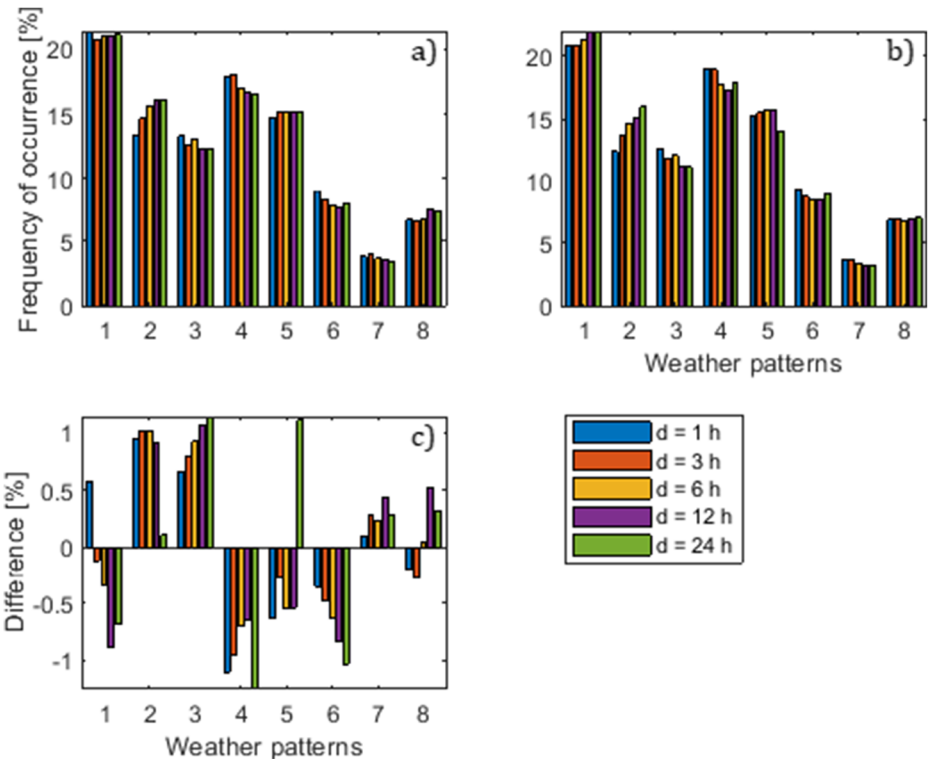 Frequency of occurrence [%]
20
15
10
5
0
a)
1 2 3 4 5 6 7 8
20
15
10
5
0
b)
1 2 3 4 5 6 7 8
Weather patterns
Difference [%]
1
0.5
0
-0.5
-1
c)
1 2 3 4 5 6 7 8
Weather patterns
d = 1 h
d = 3 h
d = 6 h
d = 12 h
d = 24 h